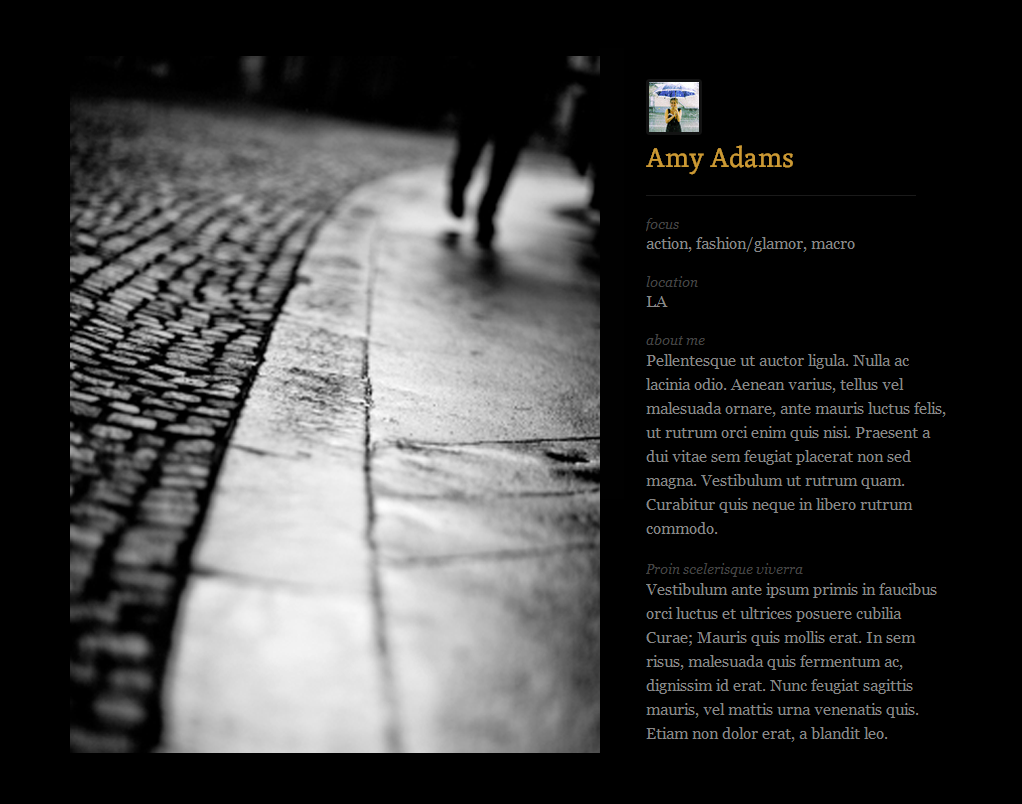 Amy Adams
focus
action, fashion/glamor, macro
location
LA
about me
Pellentesque ut auctor ligula. Nulla ac
lacinia odio. Aenean varius, tellus vel
malesuada ornare, ante mauris luctus felis,
ut rutrum orci enim quis nisi. Praesent a
dui vitae sem feugiat placerat non sed
magna. Vestibulum ut rutrum quam.
Curabitur quis neque in libero rutrum
commodo.
Proin scelerisque viverra
Vestibulum ante ipsum primis in faucibus
orci luctus et ultrices posuere cubilia
Curae; Mauris quis mollis erat. In sem
risus, malesuada quis fermentum ac,
dignissim id erat. Nunc feugiat sagittis
mauris, vel mattis urna venenatis quis.
Etiam non dolor erat, a blandit leo.